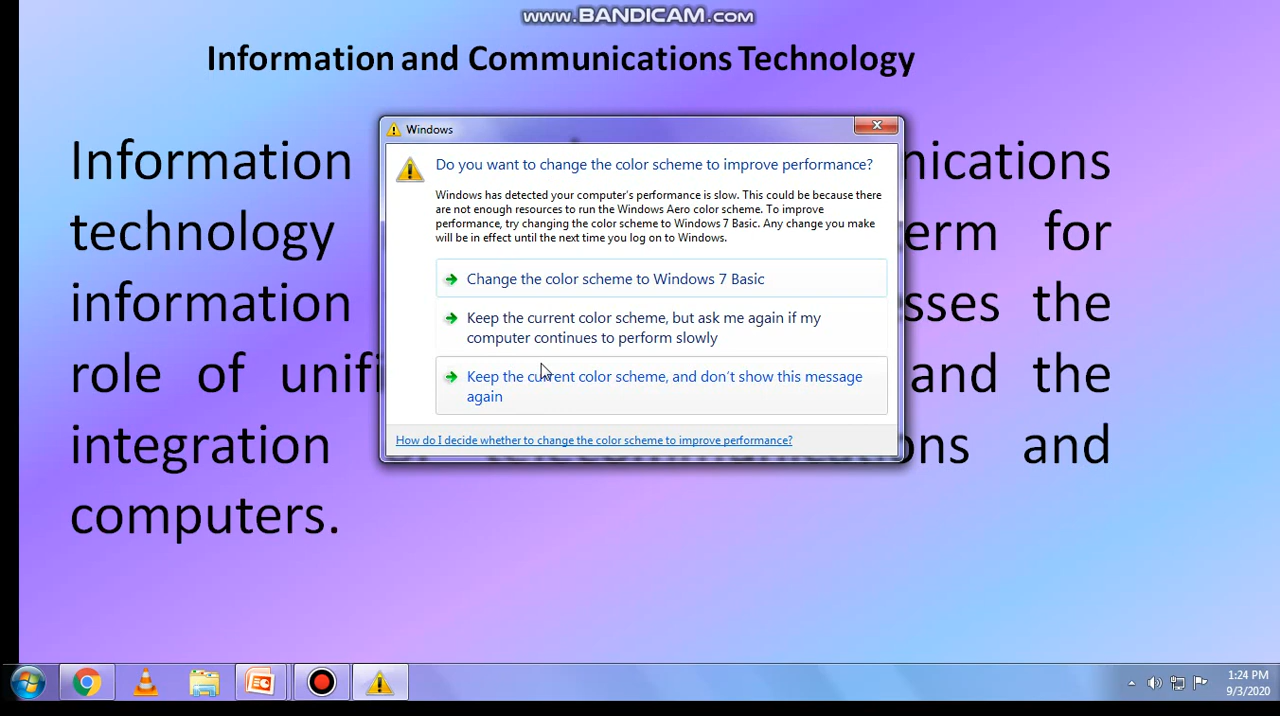 www.BANDICAM.com
Information and Communications Technology
Information nications
technology erm for
information sses the
role of unifi and the
integration ons and
computers.
Windows
Do you want to change the color scheme to improve performance?
Windows has detected your computer's performance is slow. This could be because there
are not enough resources to run the Windows Aero color scheme. To improve
performance, try changing the color scheme to Windows 7 Basic. Any change you make
will be in effect until the next time you log on to Windows.
Change the color scheme to Windows 7 Basic
Keep the current color scheme, but ask me again if my
computer continues to perform slowly
Keep the current color scheme, and don't show this message
again
How do I decide whether to change the color scheme to improve performance?
1:24 PM
9/3/2020